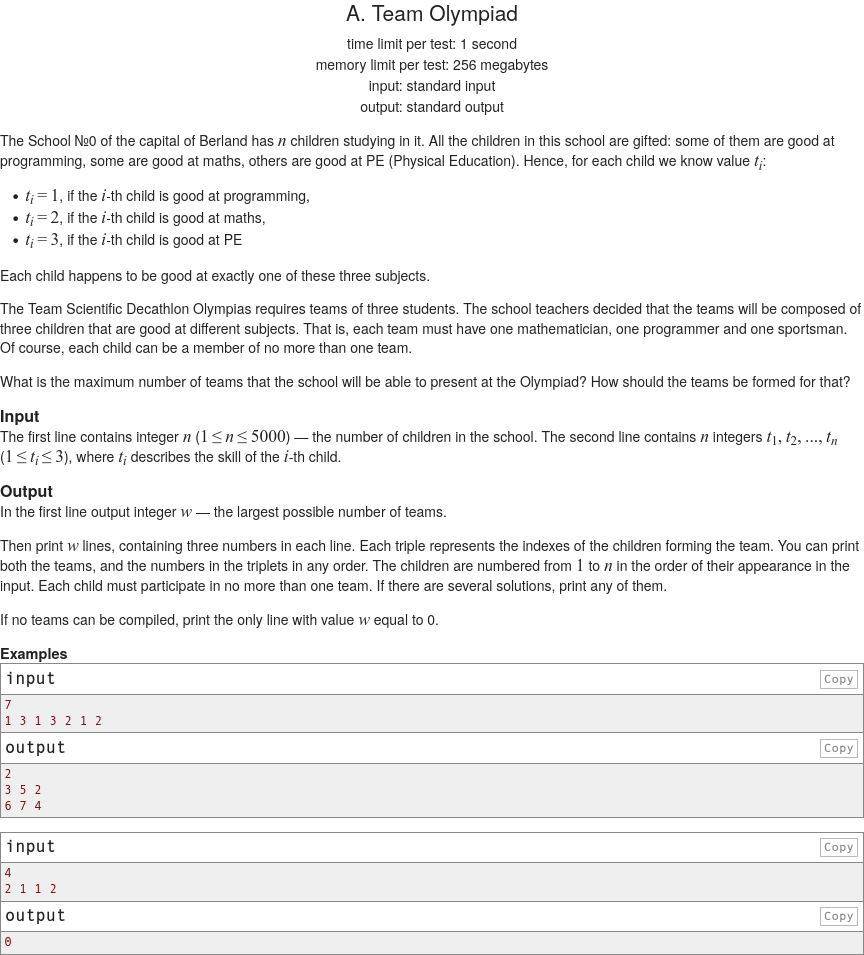 A. Team Olympiad
time limit per test: 1 second
memory limit per test: 256 megabytes
input: standard input
output: standard output
The School №0 of the capital of Berland has n children studying in it. All the children in this school are gifted: some of them are good at
programming, some are good at maths, others are good at PE (Physical Education). Hence, for each child we know value tᵢ:
• tᵢ = 1, if the i-th child is good at programming,
• tᵢ = 2, if the i-th child is good at maths,
• tᵢ = 3, if the i-th child is good at PE
Each child happens to be good at exactly one of these three subjects.
The Team Scientific Decathlon Olympias requires teams of three students. The school teachers decided that the teams will be composed of
three children that are good at different subjects. That is, each team must have one mathematician, one programmer and one sportsman.
Of course, each child can be a member of no more than one team.
What is the maximum number of teams that the school will be able to present at the Olympiad? How should the teams be formed for that?
Input
The first line contains integer n (1 ≤ n ≤ 5000) — the number of children in the school. The second line contains n integers t₁, t₂, ..., tₙ
(1 ≤ tᵢ ≤ 3), where tᵢ describes the skill of the i-th child.
Output
In the first line output integer w — the largest possible number of teams.
Then print w lines, containing three numbers in each line. Each triple represents the indexes of the children forming the team. You can print
both the teams, and the numbers in the triplets in any order. The children are numbered from 1 to n in the order of their appearance in the
input. Each child must participate in no more than one team. If there are several solutions, print any of them.
If no teams can be compiled, print the only line with value w equal to 0.
Examples
input Copy
7
1 3 1 3 2 1 2
output Copy
2
3 5 2
6 7 4
input Copy
4
2 1 1 2
output Copy
0